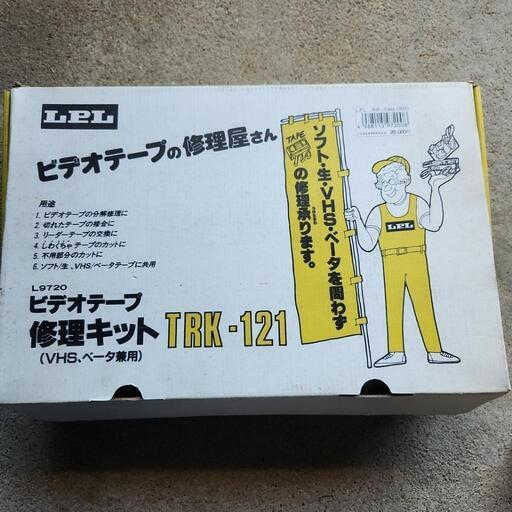 LPL
ビデオテープの修理屋さん
用途
1. ビデオテープの分解修理に
2. 切れたテープの接合に
3. リーダーテープの交換に
4. しわくちゃテープのカットに
5. 不用部分のカットに
6. ソフト/生、VHS/ベータテープに共用
L9720
ビデオテープ
修理キット TRK-121
(VHS、ベータ兼用)
ソフト・生・VHS・ベータを問わず
TAPE
の修理承ります。
LPL
LPL